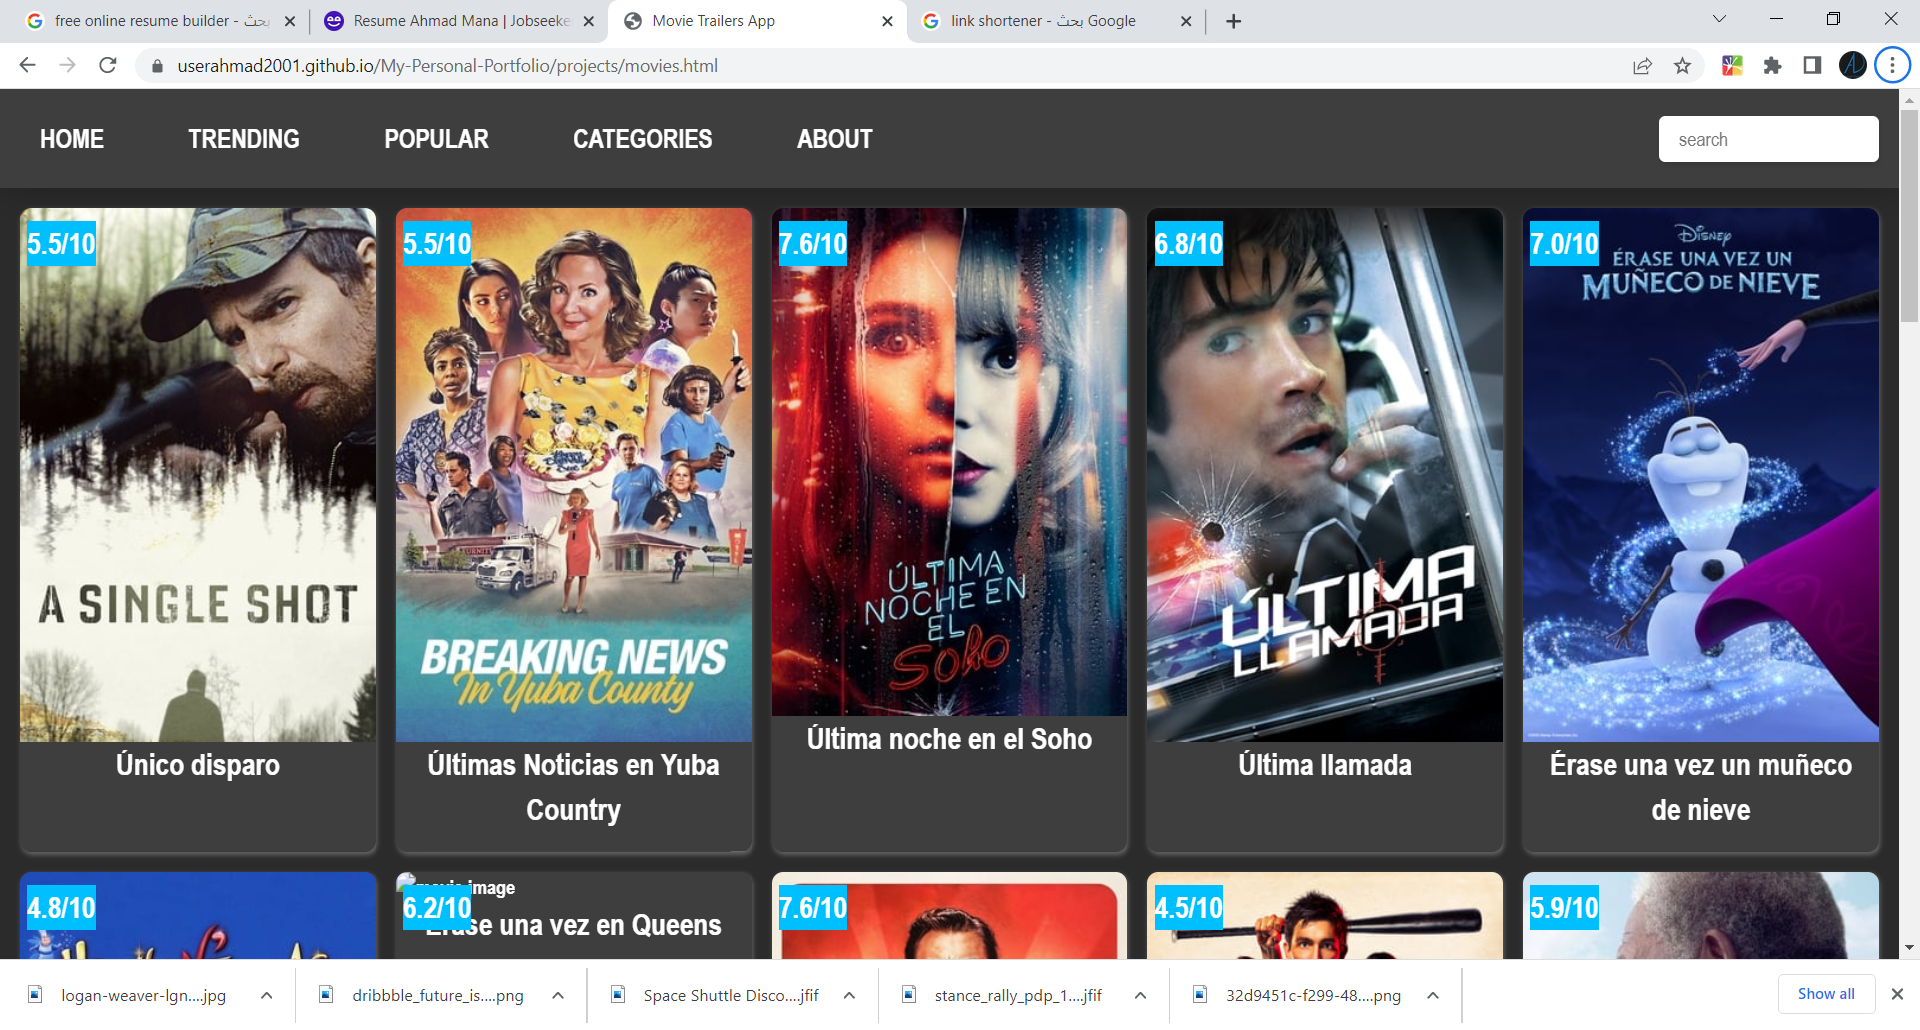 free online resume builder - بحث
Resume Ahmad Mana | Jobseeke
Movie Trailers App
link shortener - بحث Google
userahmad2001.github.io/My-Personal-Portfolio/projects/movies.html
HOME TRENDING POPULAR CATEGORIES ABOUT
search
5.5/10
A SINGLE SHOT
Único disparo
5.5/10
BREAKING NEWS
In Yuba County
Últimas Noticias en Yuba
Country
7.6/10
ÚLTIMA
NOCHE EN
EL
Soho
Última noche en el Soho
6.8/10
ÚLTIMA
LLAMADA
Última llamada
7.0/10
Disney
ÉRASE UNA VEZ UN
MUÑECO DE NIEVE
Érase una vez un muñeco
de nieve
4.8/10
movie image
6.2/10
Érase una vez en Queens
7.6/10
4.5/10
5.9/10
logan-weaver-lgn....jpg
dribbble_future_is....png
Space Shuttle Disco....jfif
stance_rally_pdp_1....jfif
32d9451c-f299-48....png
Show all